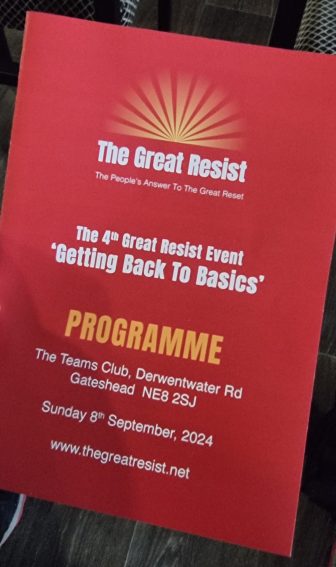 The Great Resist
The People's Answer To The Great Reset
The 4th Great Resist Event
‘Getting Back To Basics’
PROGRAMME
The Teams Club, Derwentwater Rd
Gateshead NE8 2SJ
Sunday 8th September, 2024
www.thegreatresist.net